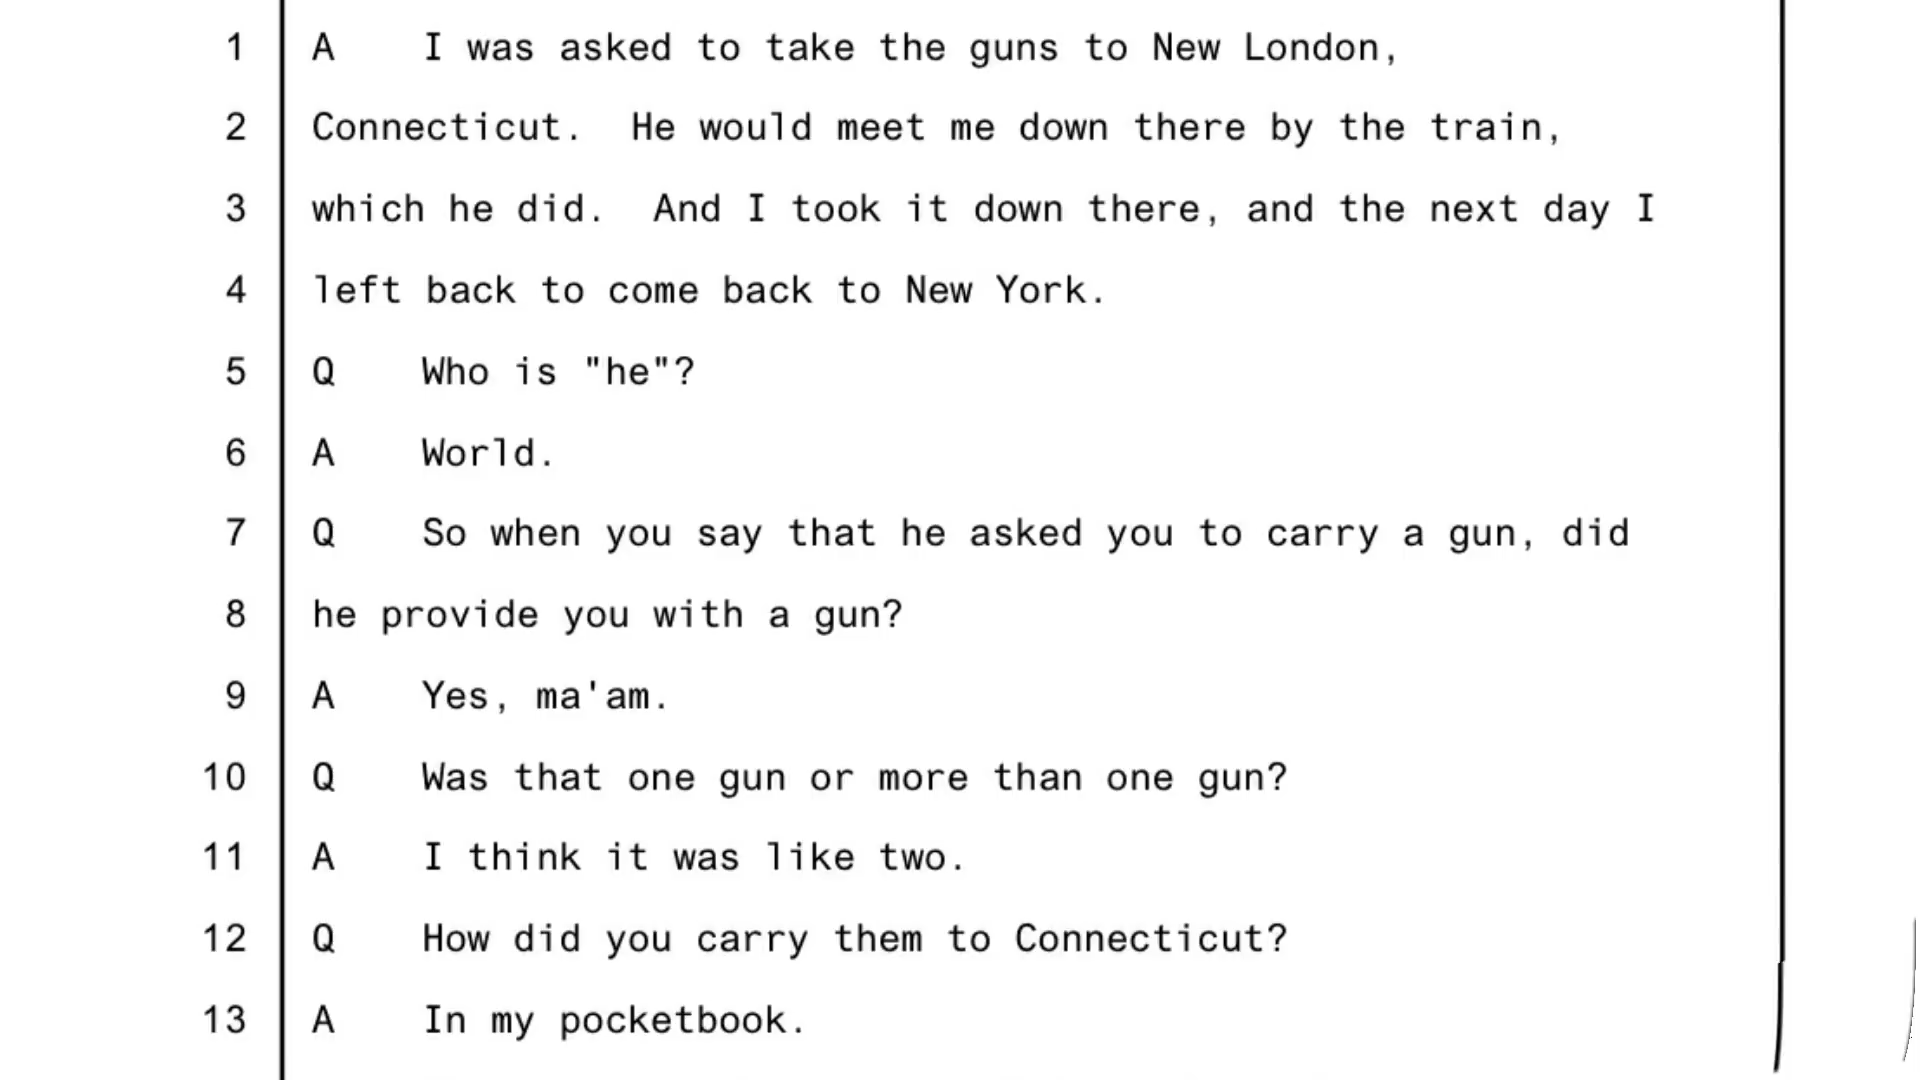 1 A I was asked to take the guns to New London,
2 Connecticut. He would meet me down there by the train,
3 which he did. And I took it down there, and the next day I
4 left back to come back to New York.
5 Q Who is "he"?
6 A World.
7 Q So when you say that he asked you to carry a gun, did
8 he provide you with a gun?
9 A Yes, ma'am.
10 Q Was that one gun or more than one gun?
11 A I think it was like two.
12 Q How did you carry them to Connecticut?
13 A In my pocketbook.